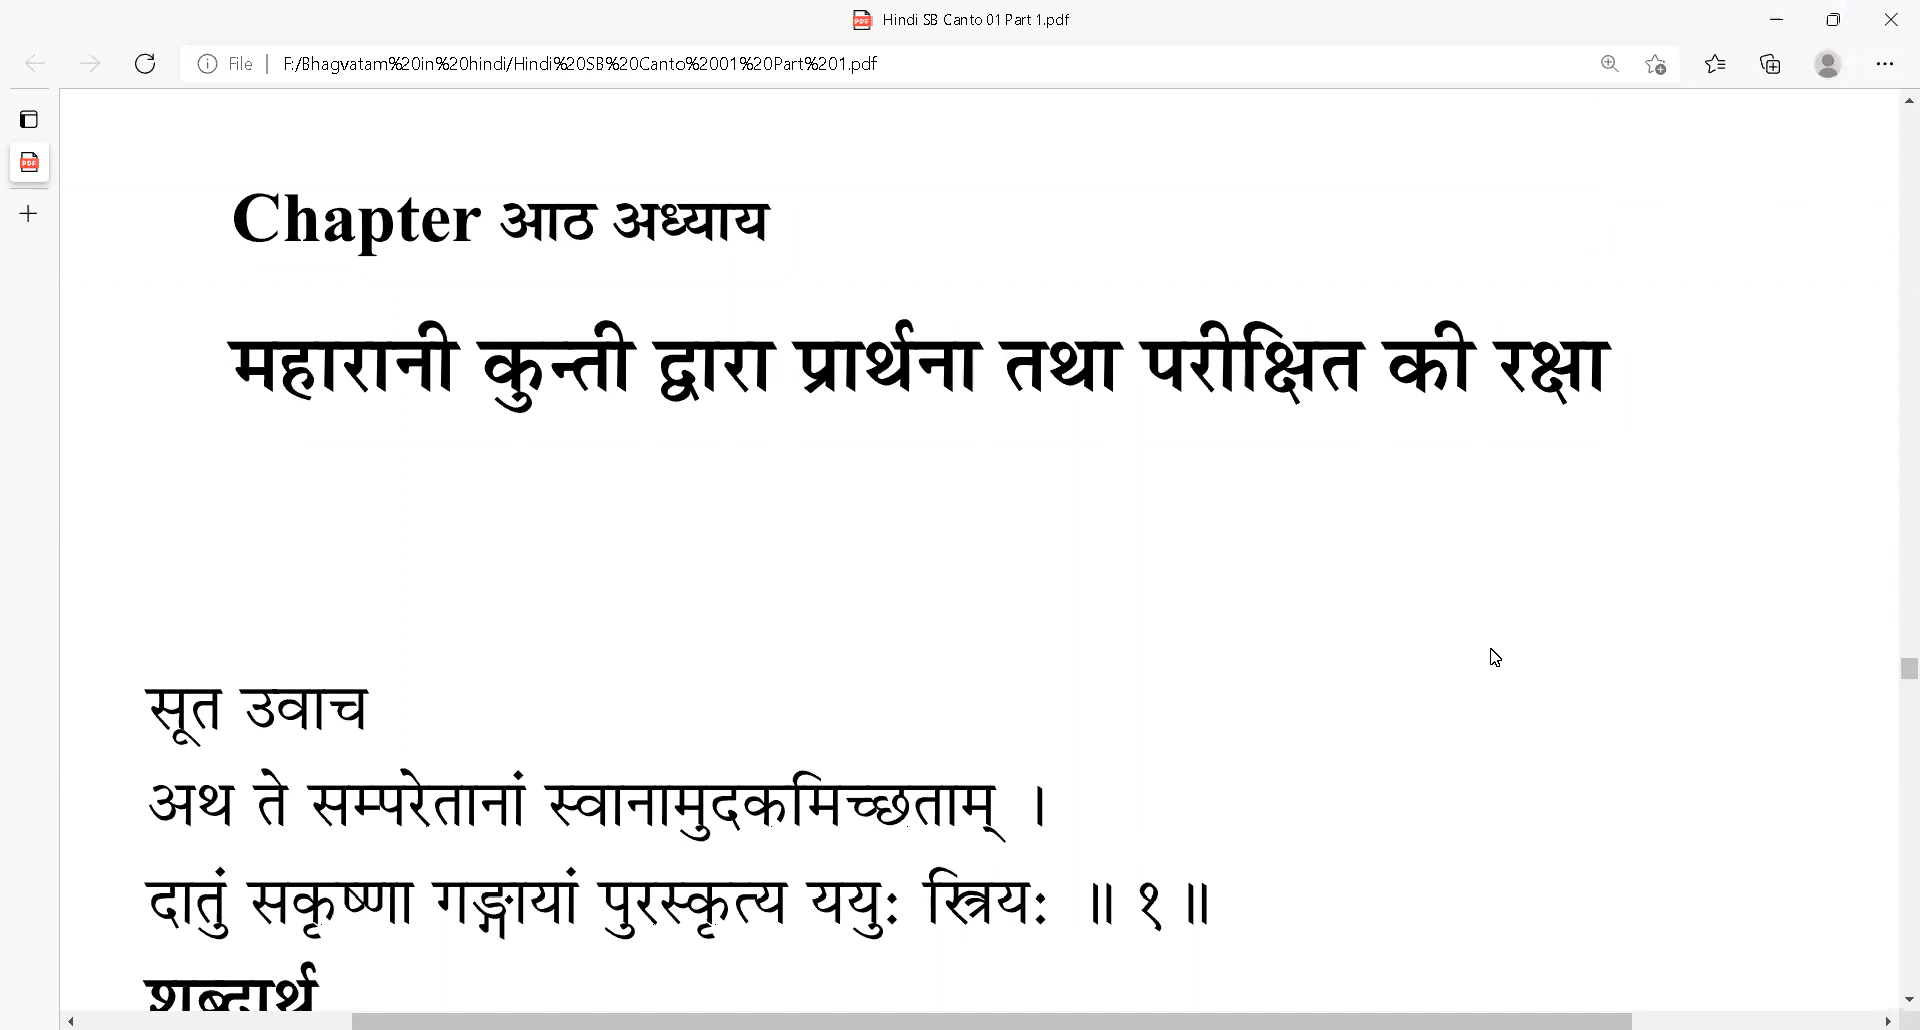 Hindi SB Canto 01 Part 1.pdf
File | F:/Bhagvatam%20in%20hindi/Hindi%20SB%20Canto%2001%20Part%201.pdf
Chapter आठ अध्याय
महारानी कुन्ती द्वारा प्रार्थना तथा परीक्षित की रक्षा
सूत उवाच
अथ ते सम्परेतानां स्वानामुदकमिच्छताम् ।
दातुं सकृष्णा गङ्गायां पुरस्कृत्य ययुः स्त्रियः ॥ १ ॥
शब्दार्थ